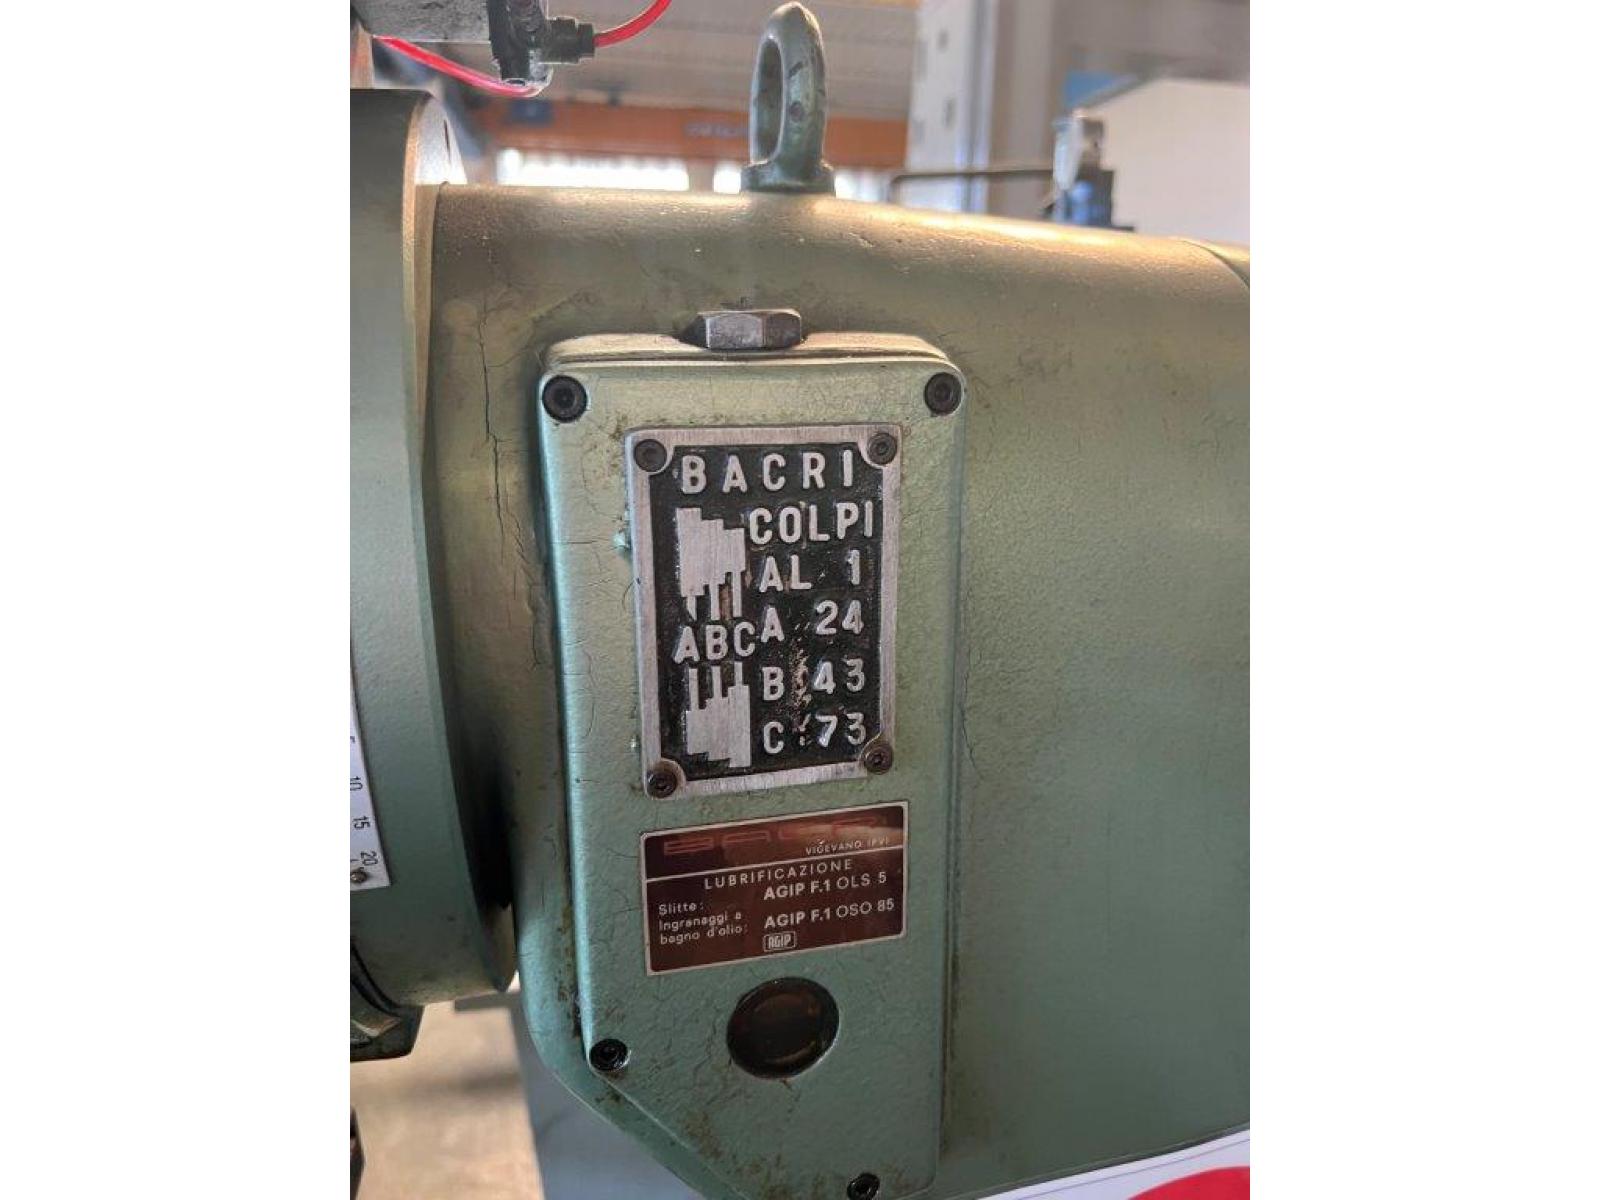 BACRI
COLPI
AL 1
A 24
ABC
B 43
C 73
BACRI
VIGEVANO (PV)
LUBRIFICAZIONE
Slitte: AGIP F.1 OLS 5
Ingranaggi a
bagno d'olio: AGIP F.1 OSO 85
AGIP
10
15
20